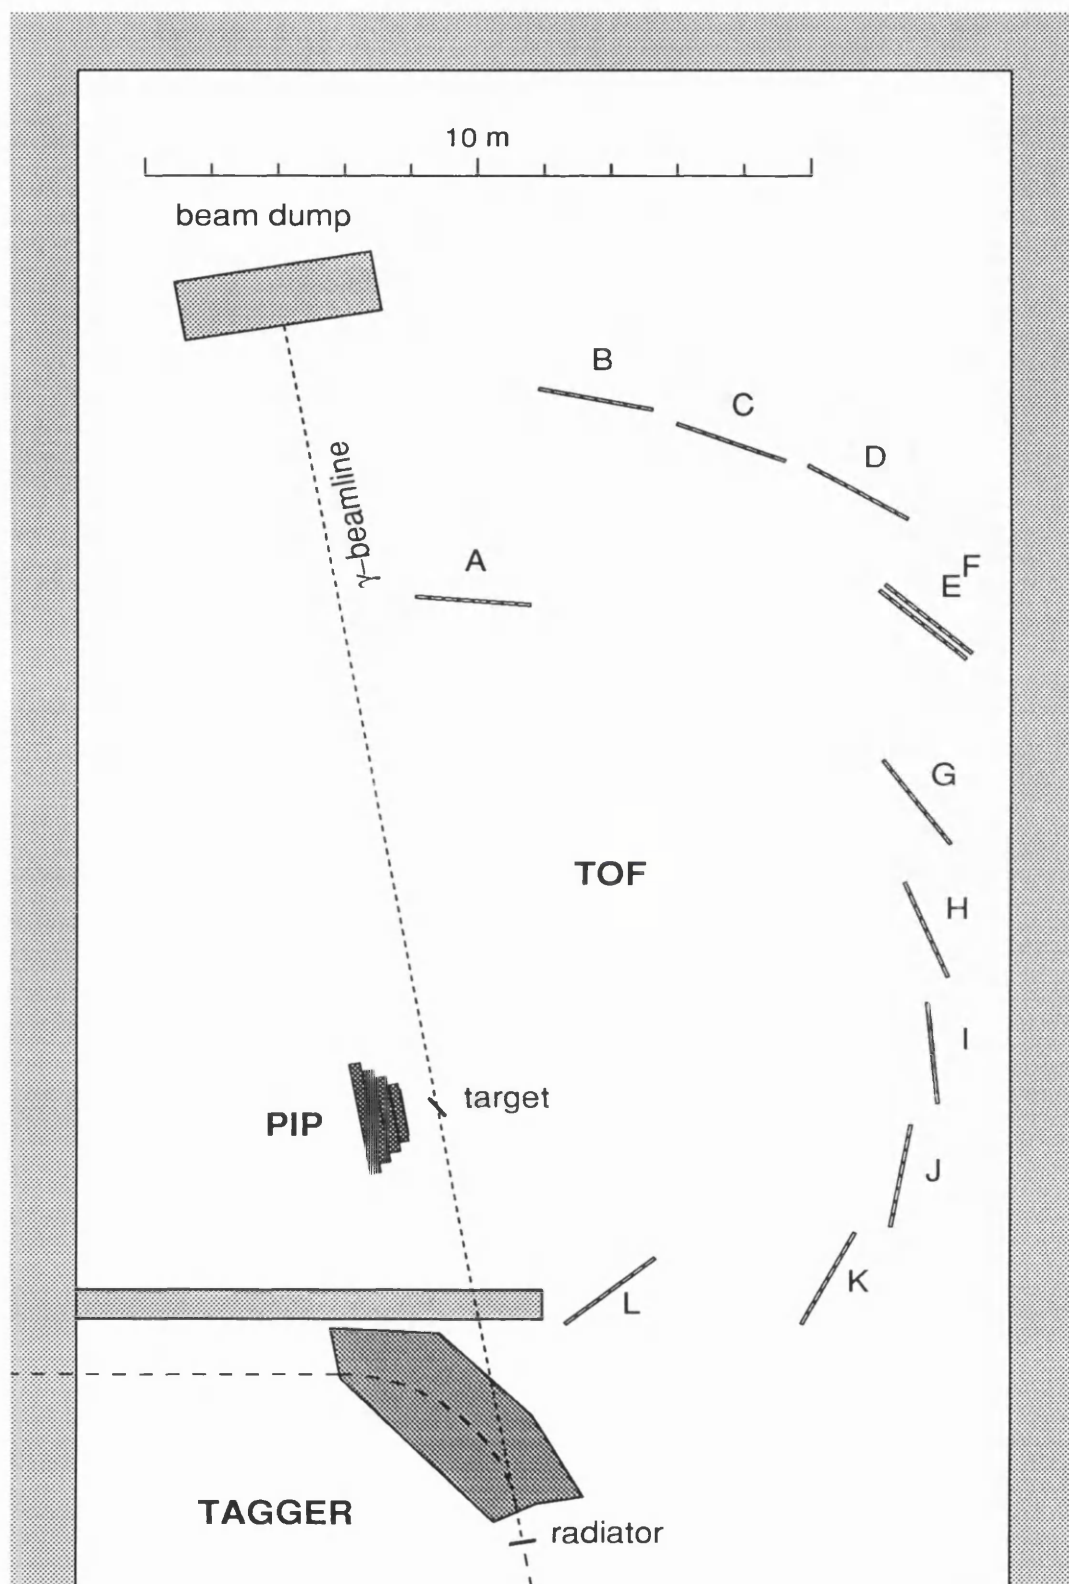 10 m
beam dump
B
C
D
γ–beamline
A
F
E
G
TOF
H
I
target
PIP
J
K
L
TAGGER
radiator